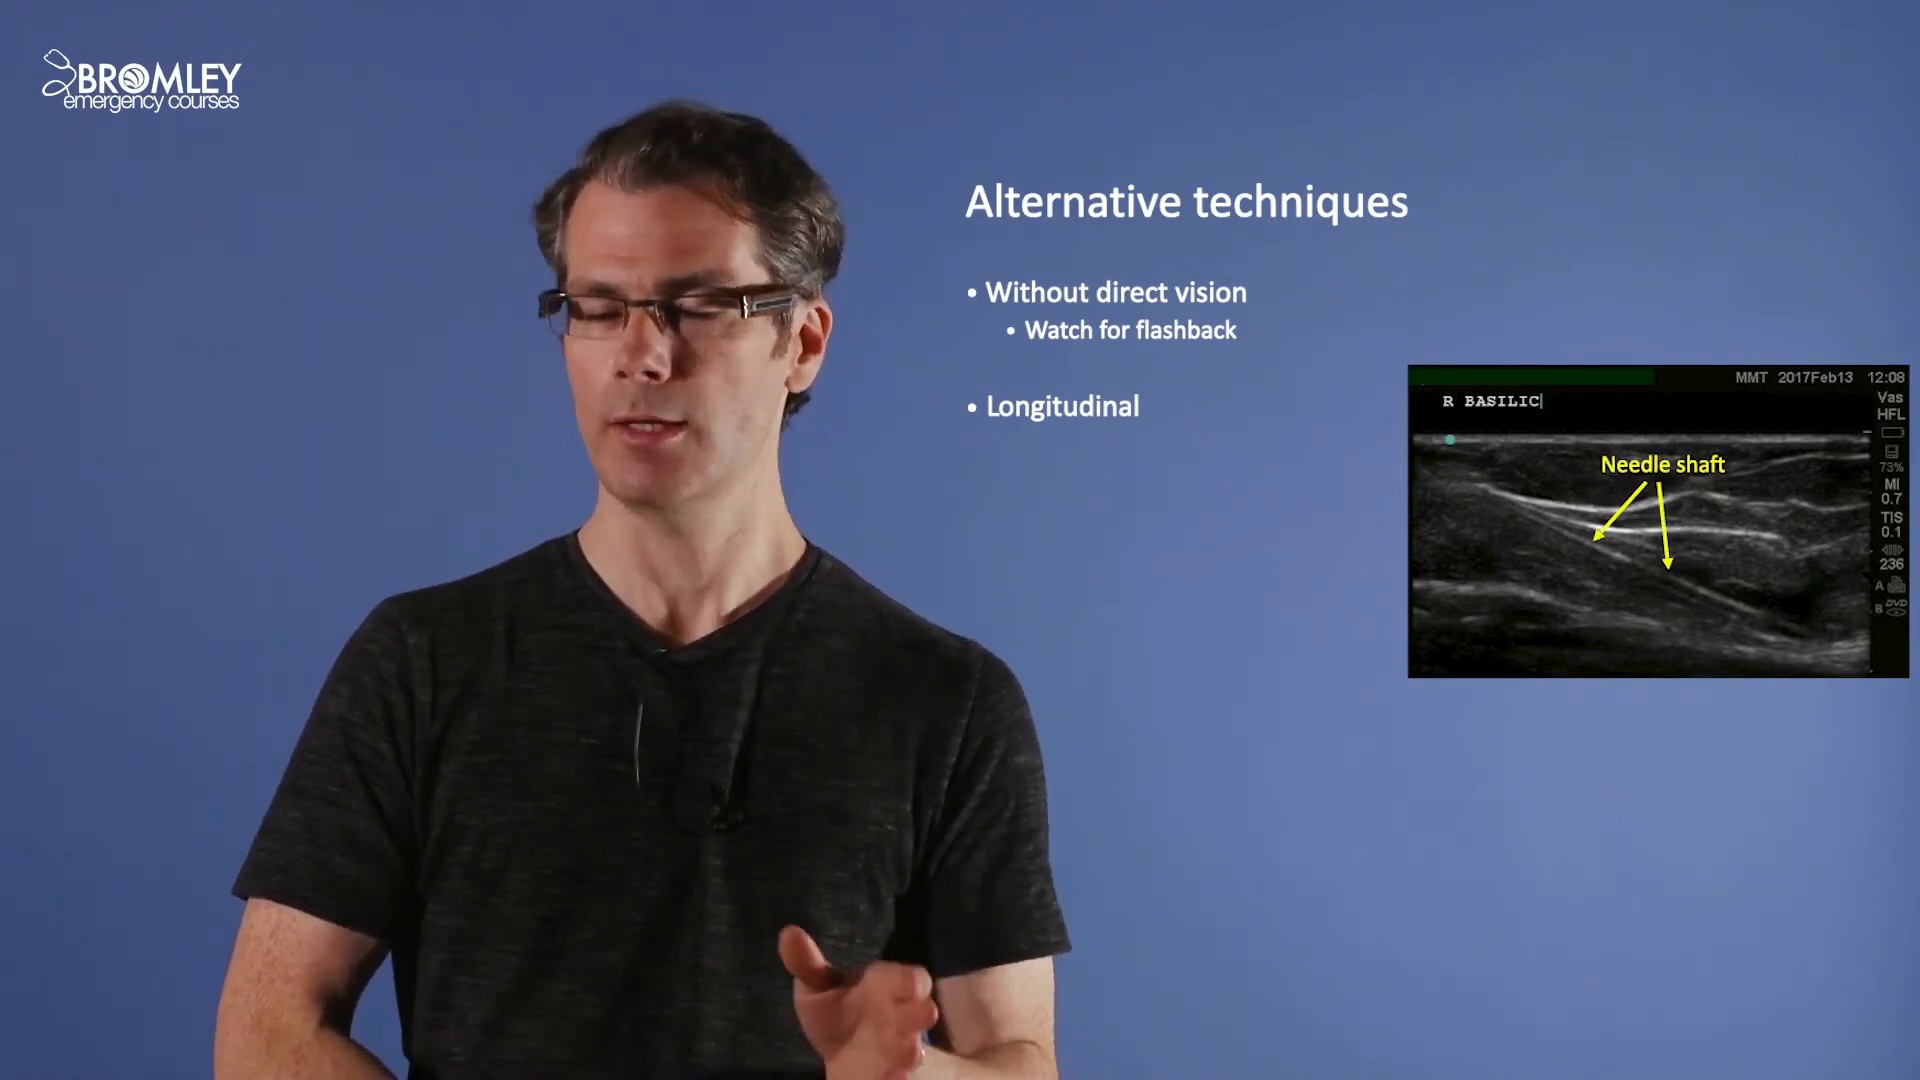 BROMLEY
emergency courses
Alternative techniques
• Without direct vision
• Watch for flashback
• Longitudinal
MMT 2017Feb13 12:08
R BASILIC
Vas
HFL
73%
MI
0.7
TIS
0.1
236
A
B DVD
Needle shaft